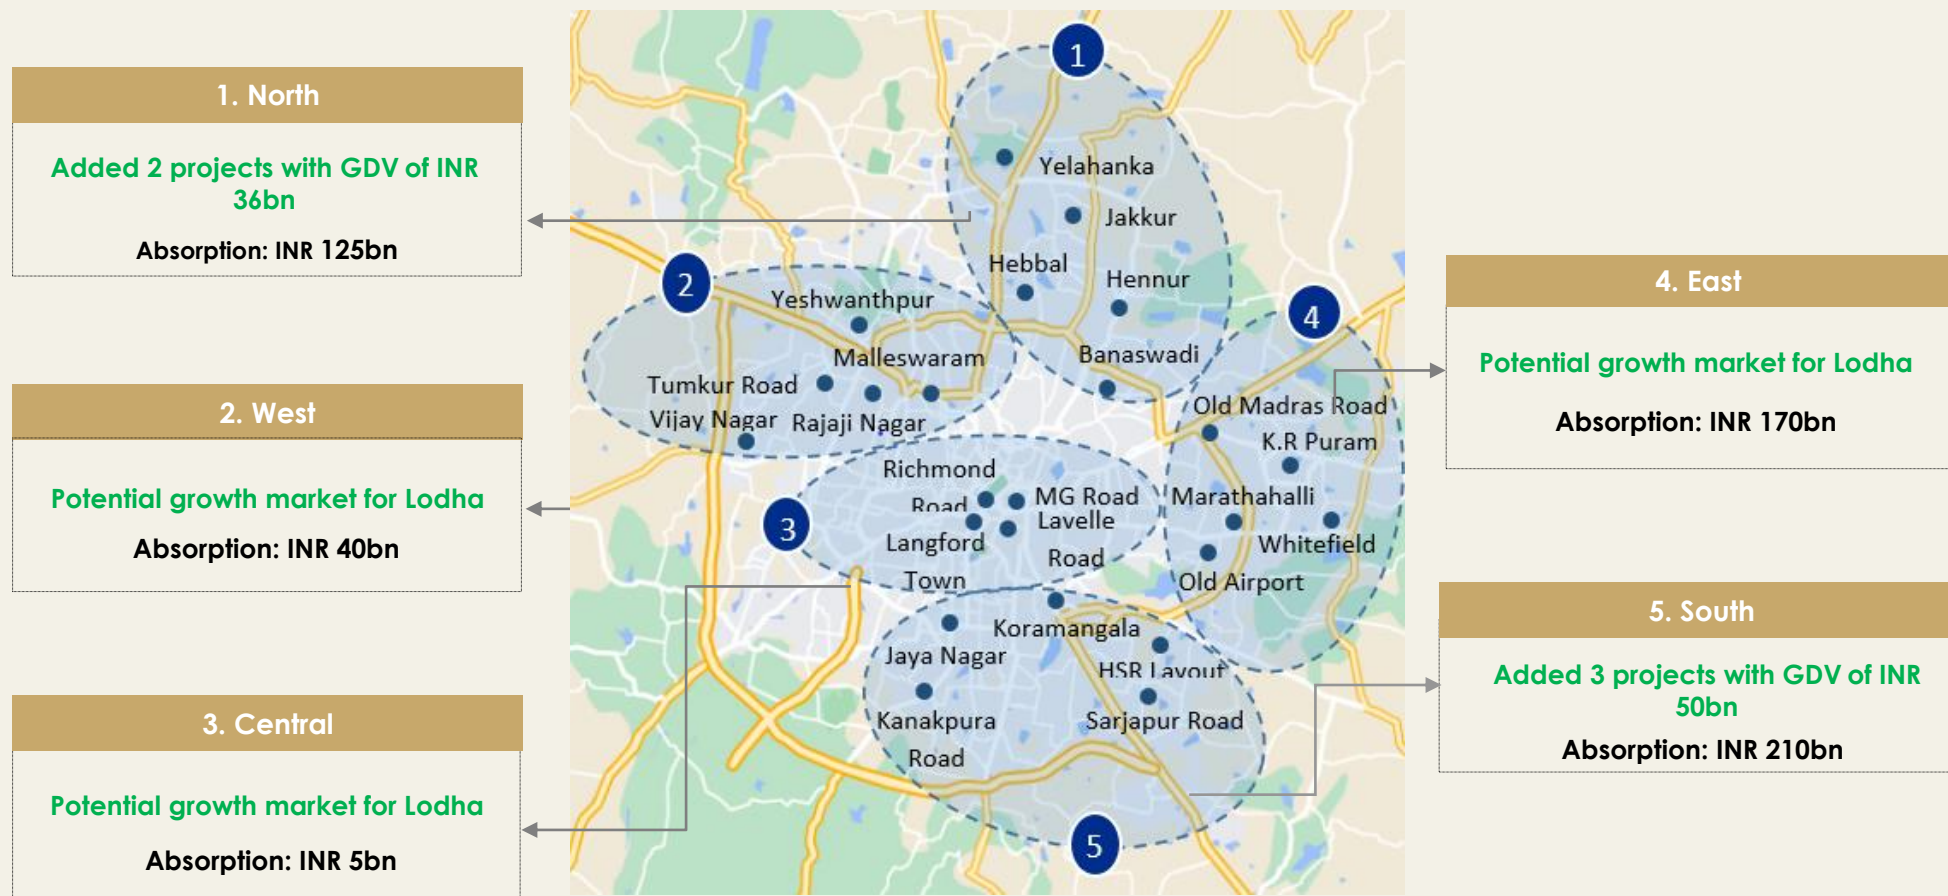 1. North
Added 2 projects with GDV of INR
36bn
Absorption: INR 125bn
2. West
Potential growth market for Lodha
Absorption: INR 40bn
3. Central
Potential growth market for Lodha
Absorption: INR 5bn
1
Yelahanka
Jakkur
Hebbal
Hennur
Banaswadi
2
Yeshwanthpur
Malleswaram
Tumkur Road
Vijay Nagar
Rajaji Nagar
3
Richmond
Road
MG Road
Lavelle
Road
Langford
Town
4
Old Madras Road
K.R Puram
Marathahalli
Whitefield
Old Airport
Koramangala
Jaya Nagar
HSR Layout
Kanakpura
Road
Sarjapur Road
5
4. East
Potential growth market for Lodha
Absorption: INR 170bn
5. South
Added 3 projects with GDV of INR
50bn
Absorption: INR 210bn